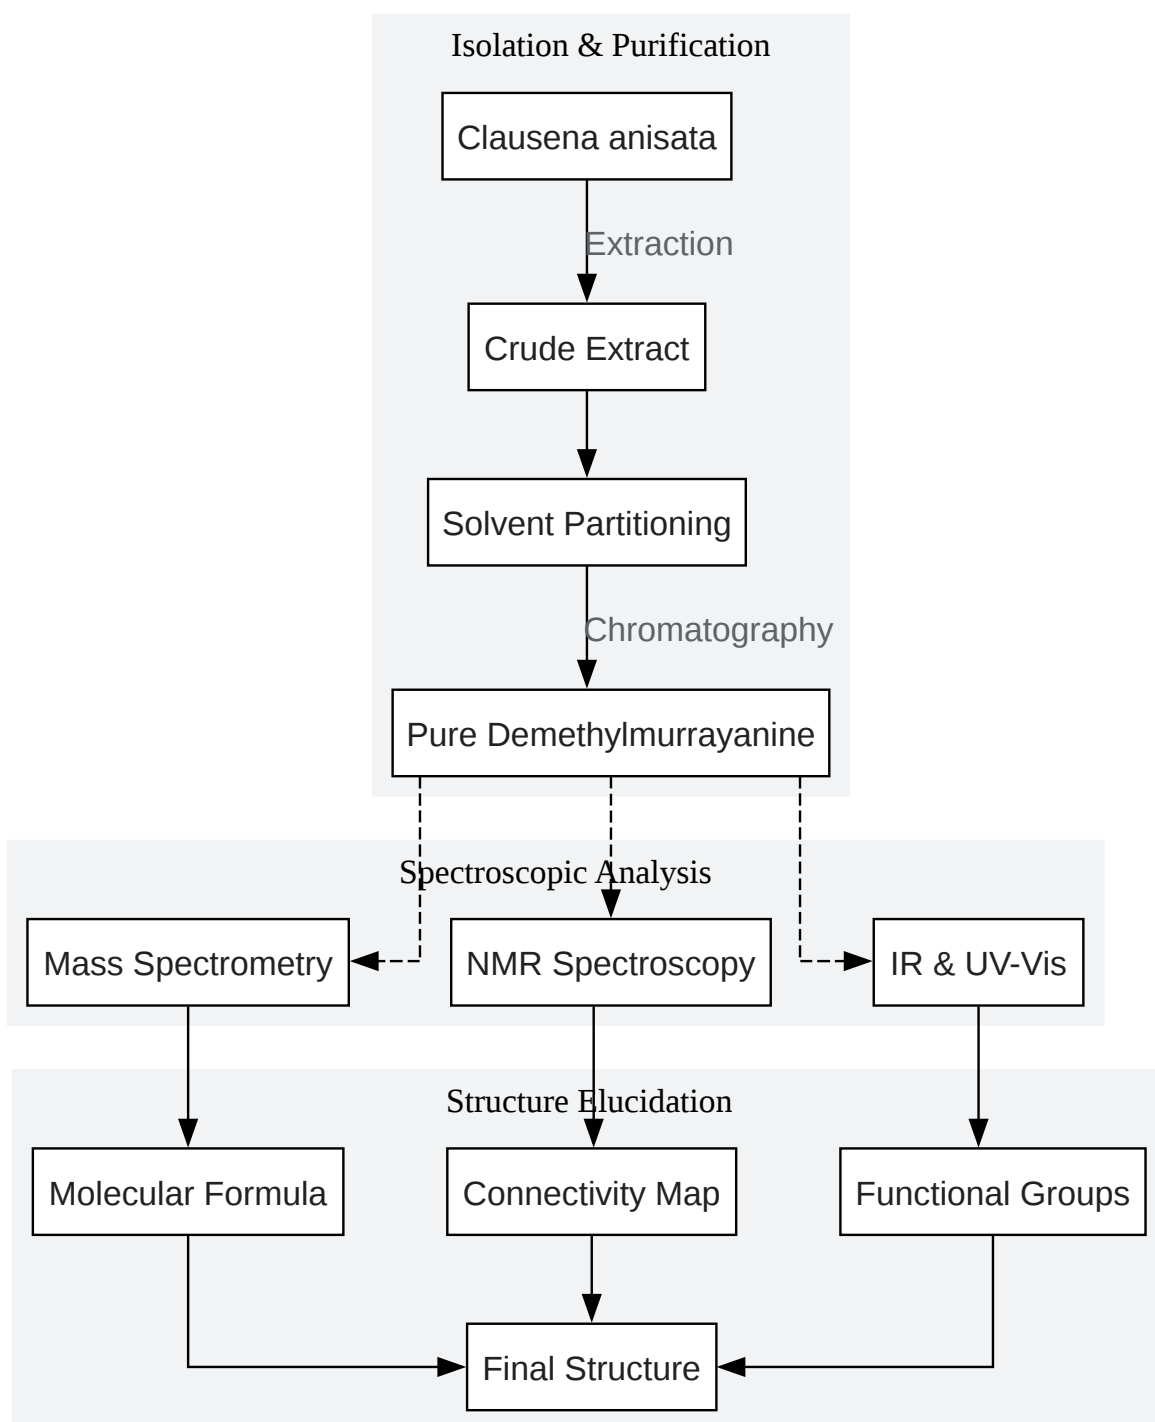 Isolation & Purification
Clausena anisata
Extraction
Crude Extract
Solvent Partitioning
Chromatography
Pure Demethylmurrayanine
Spectroscopic Analysis
Mass Spectrometry
NMR Spectroscopy
IR & UV-Vis
Structure Elucidation
Molecular Formula
Connectivity Map
Functional Groups
Final Structure